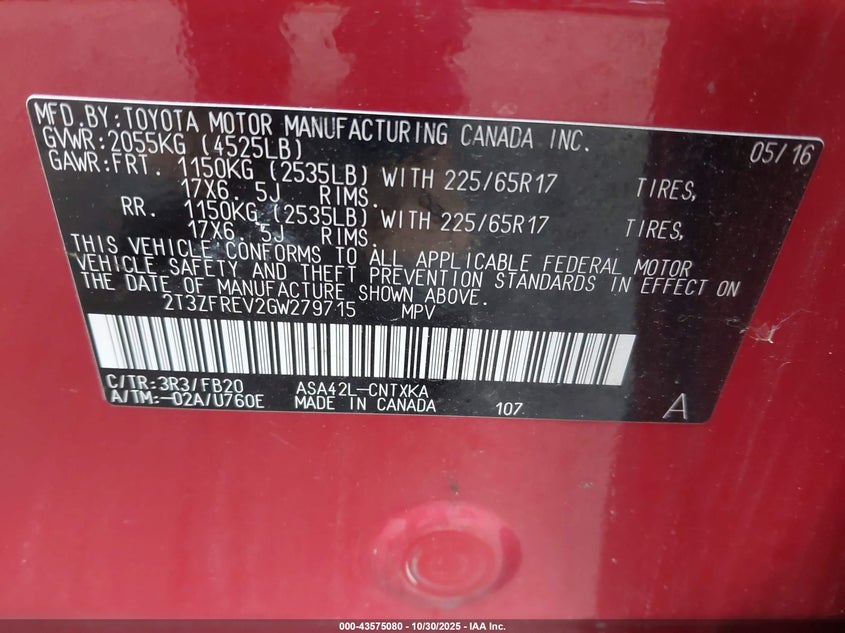 MFD.BY:TOYOTA MOTOR MANUFACTURING CANADA INC. 05/16
GVWR:2055KG (4525LB)
GAWR:FRT. 1150KG (2535LB) WITH 225/65R17 TIRES,
17X6. 5J RIMS.
RR. 1150KG (2535LB) WITH 225/65R17 TIRES,
17X6. 5J RIMS.
THIS VEHICLE CONFORMS TO ALL APPLICABLE FEDERAL MOTOR
VEHICLE SAFETY AND THEFT PREVENTION STANDARDS IN EFFECT ON
THE DATE OF MANUFACTURE SHOWN ABOVE.
2T3ZFREV2GW279715 MPV
C/TR:3R3/FB20 ASA42L-CNTXKA
A/TM:-02A/U760E MADE IN CANADA 107 A
000-43575080 - 10/30/2025 - IAA Inc.